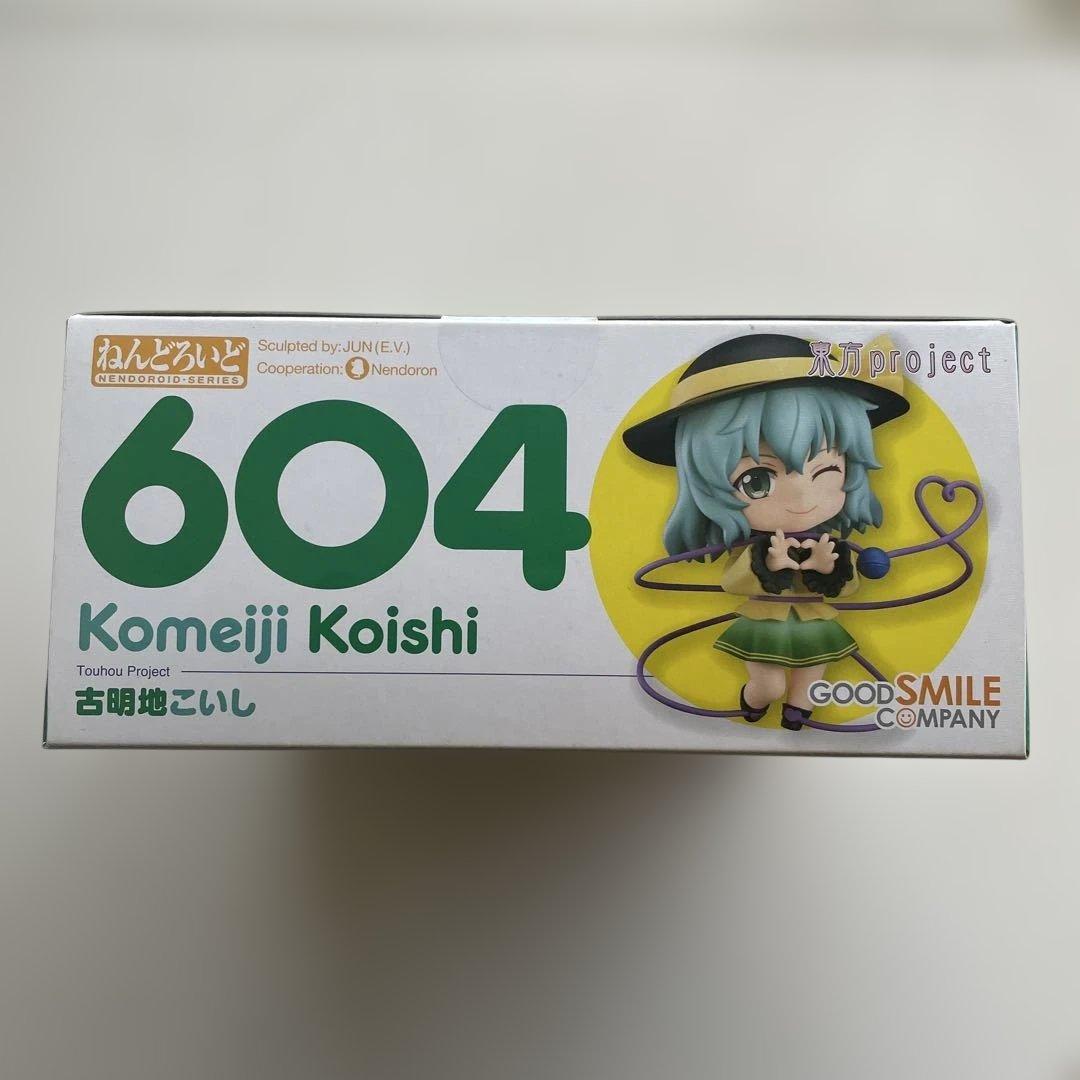 ねんどろいど
NENDOROID・SERIES
Sculpted by: JUN (E.V.)
Cooperation: Nendoron
東方project
604
Komeiji Koishi
Touhou Project
古明地こいし
GOOD SMILE
COMPANY